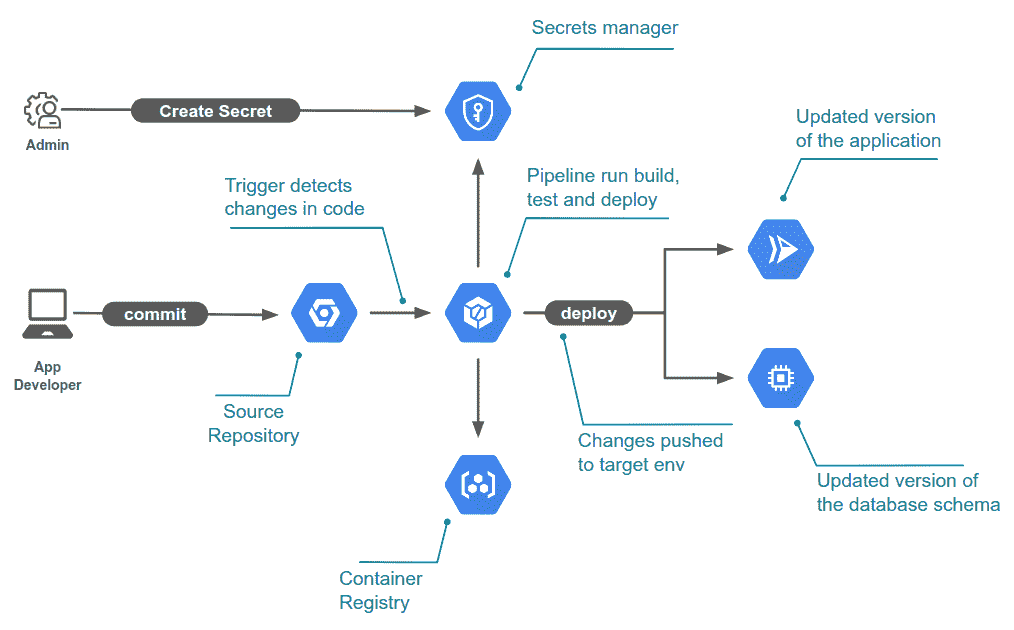 Secrets manager
Create Secret
Admin
Updated version
of the application
Trigger detects
changes in code
Pipeline run build,
test and deploy
commit
deploy
App
Developer
Source
Repository
Changes pushed
to target env
Updated version of
the database schema
Container
Registry